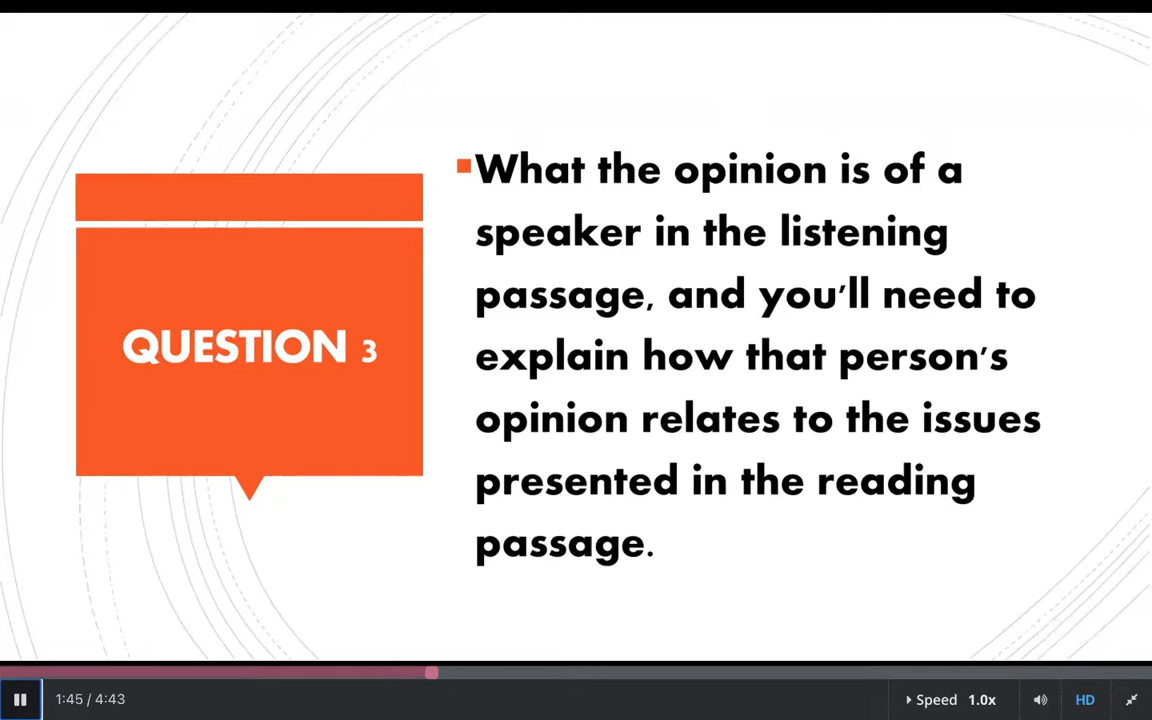 QUESTION 3
What the opinion is of a
speaker in the listening
passage, and you'll need to
explain how that person's
opinion relates to the issues
presented in the reading
passage.
1:45 / 4:43
Speed 1.0x
HD